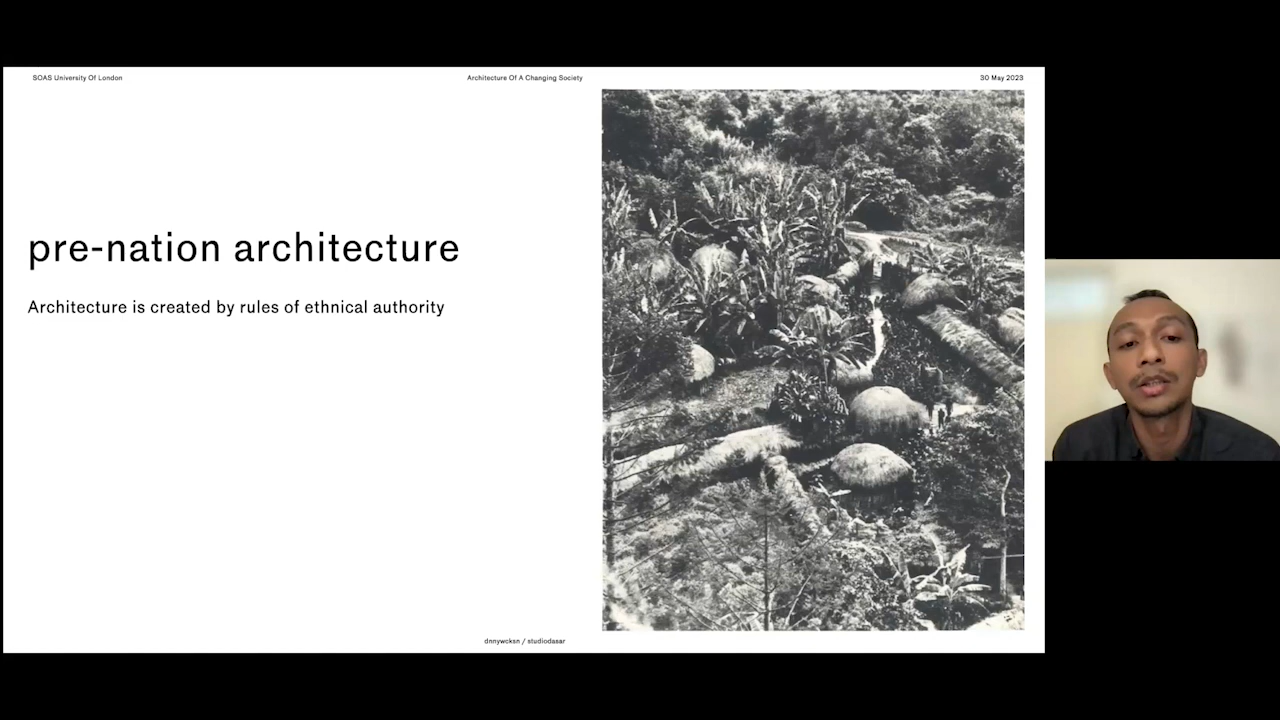 SOAS University Of London
Architecture Of A Changing Society
30 May 2023
pre-nation architecture
Architecture is created by rules of ethnical authority
dnnywcksn / studiodasar